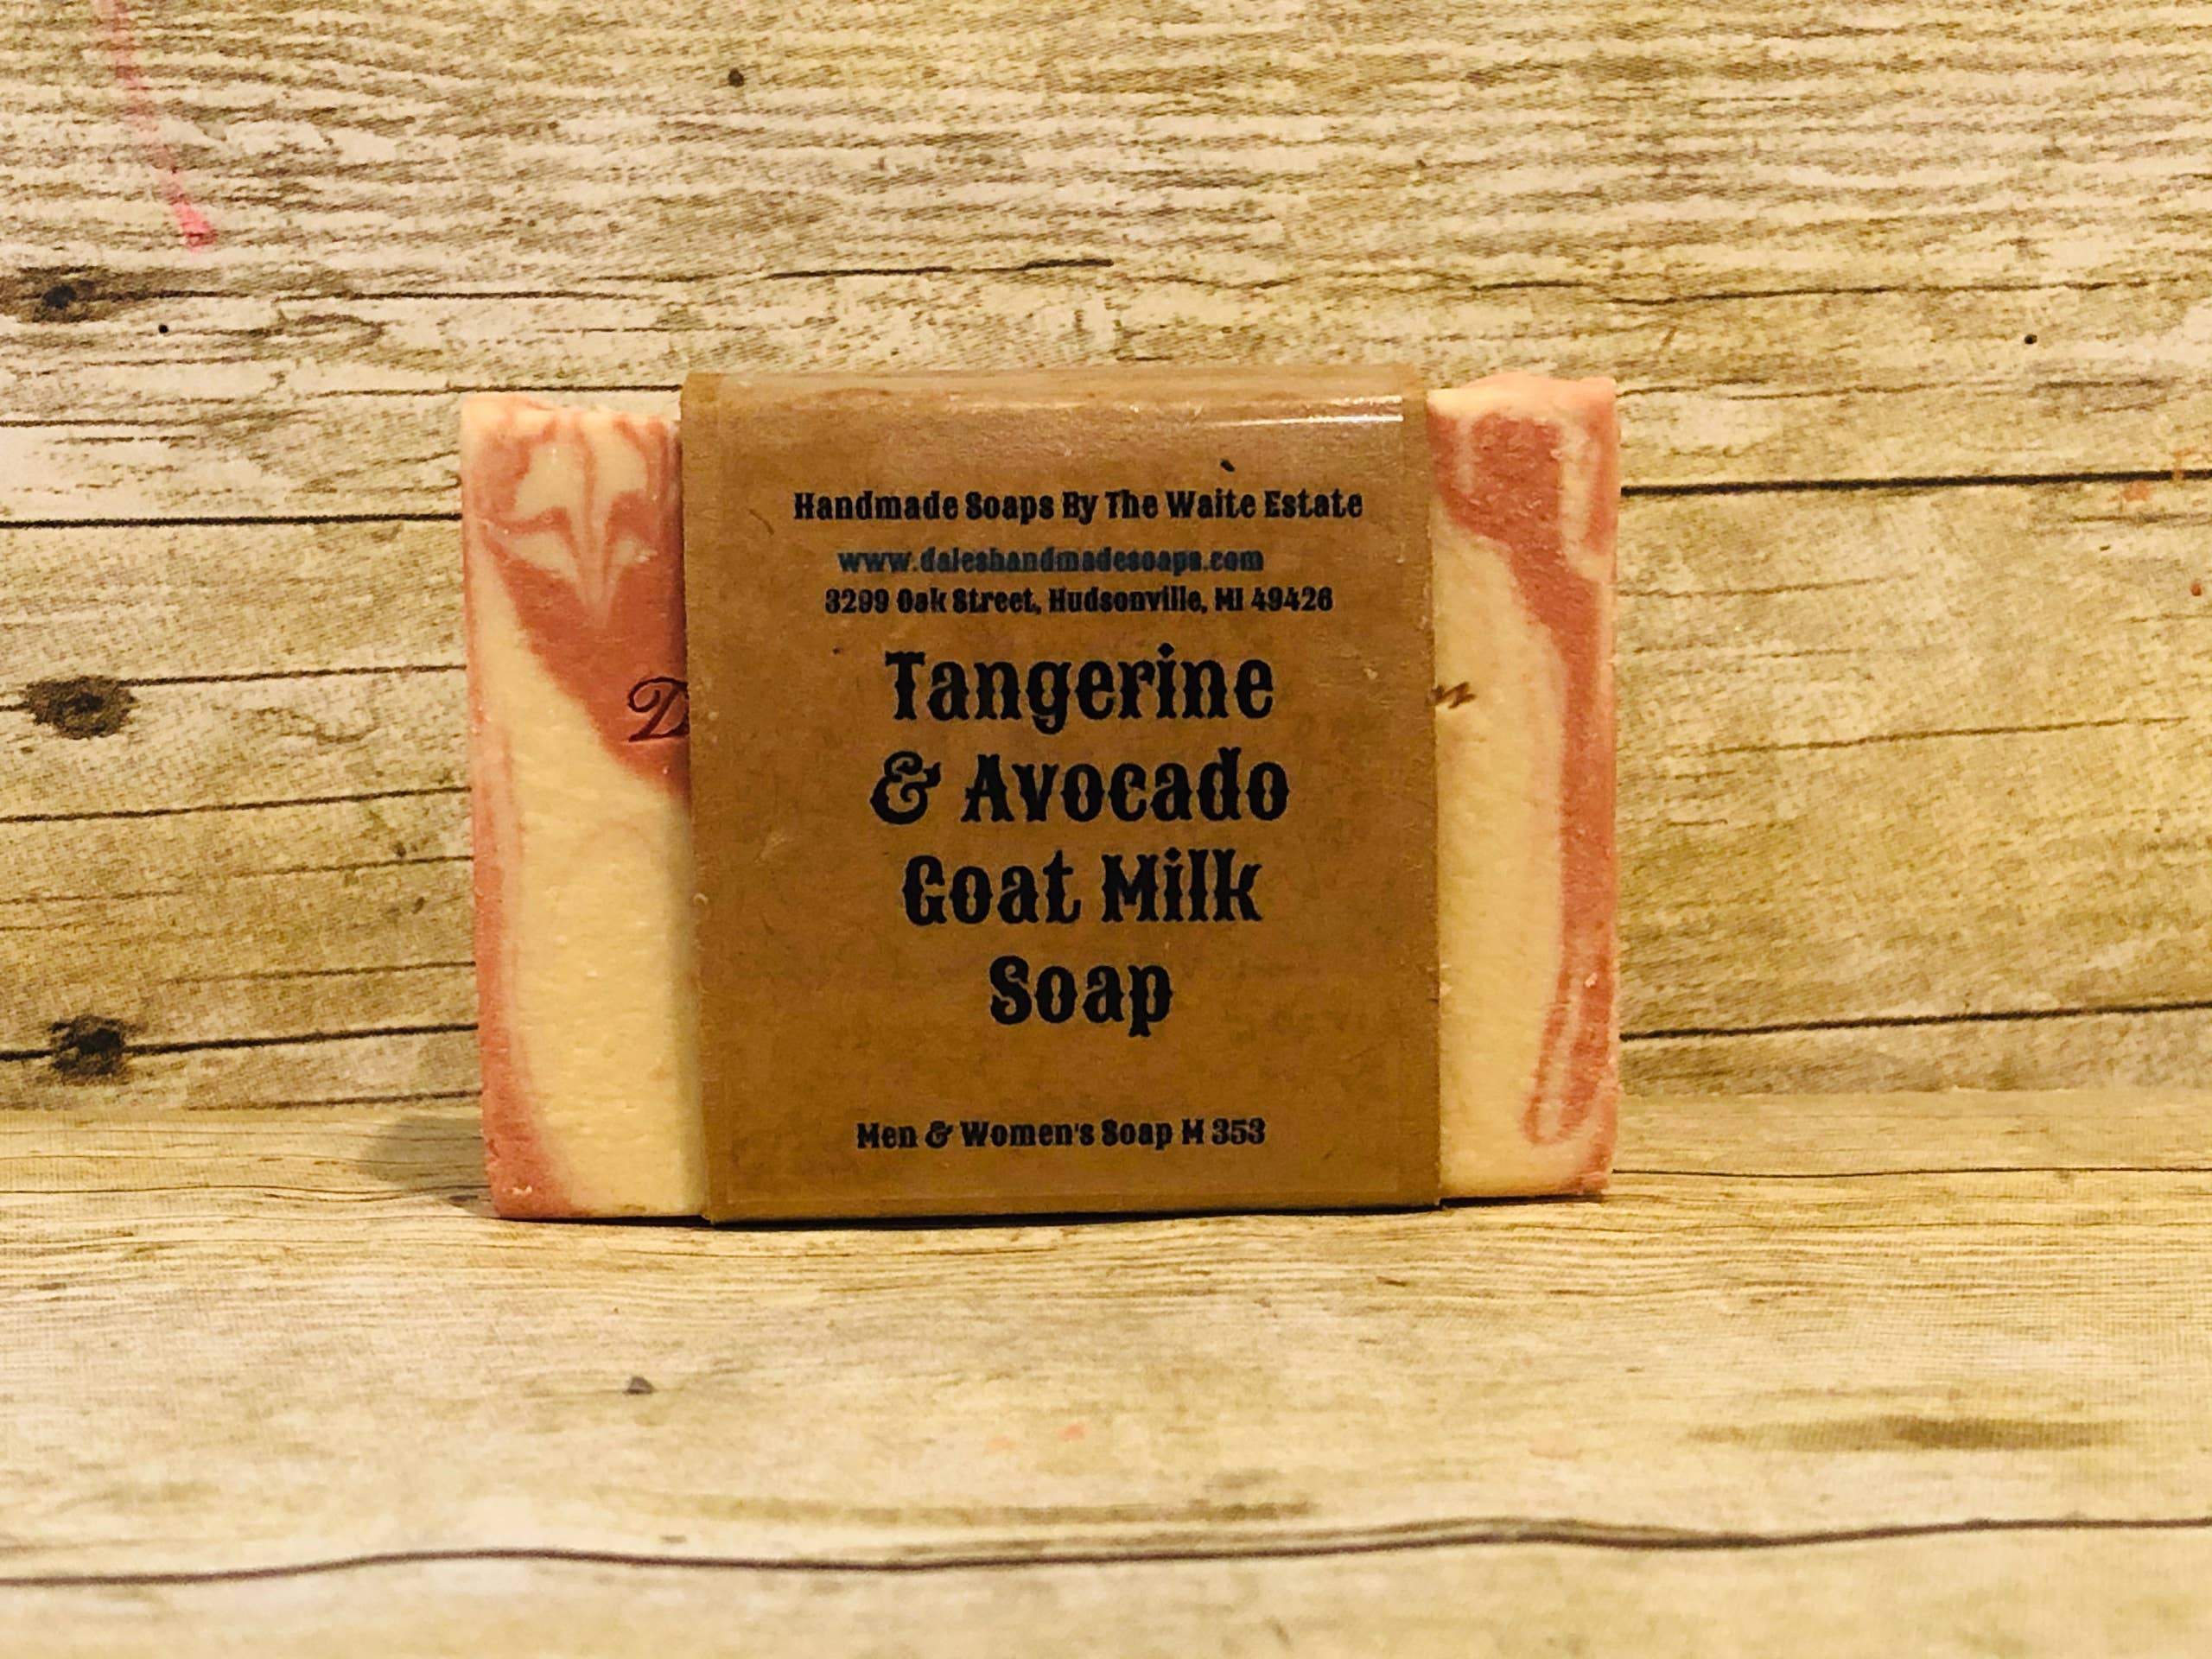 Handmade Soaps By The Waite Estate
www.daleshandmadesoaps.com
3299 Oak Street, Hudsonville, MI 49426
Tangerine
& Avocado
Goat Milk
Soap
Men & Women's Soap M 353